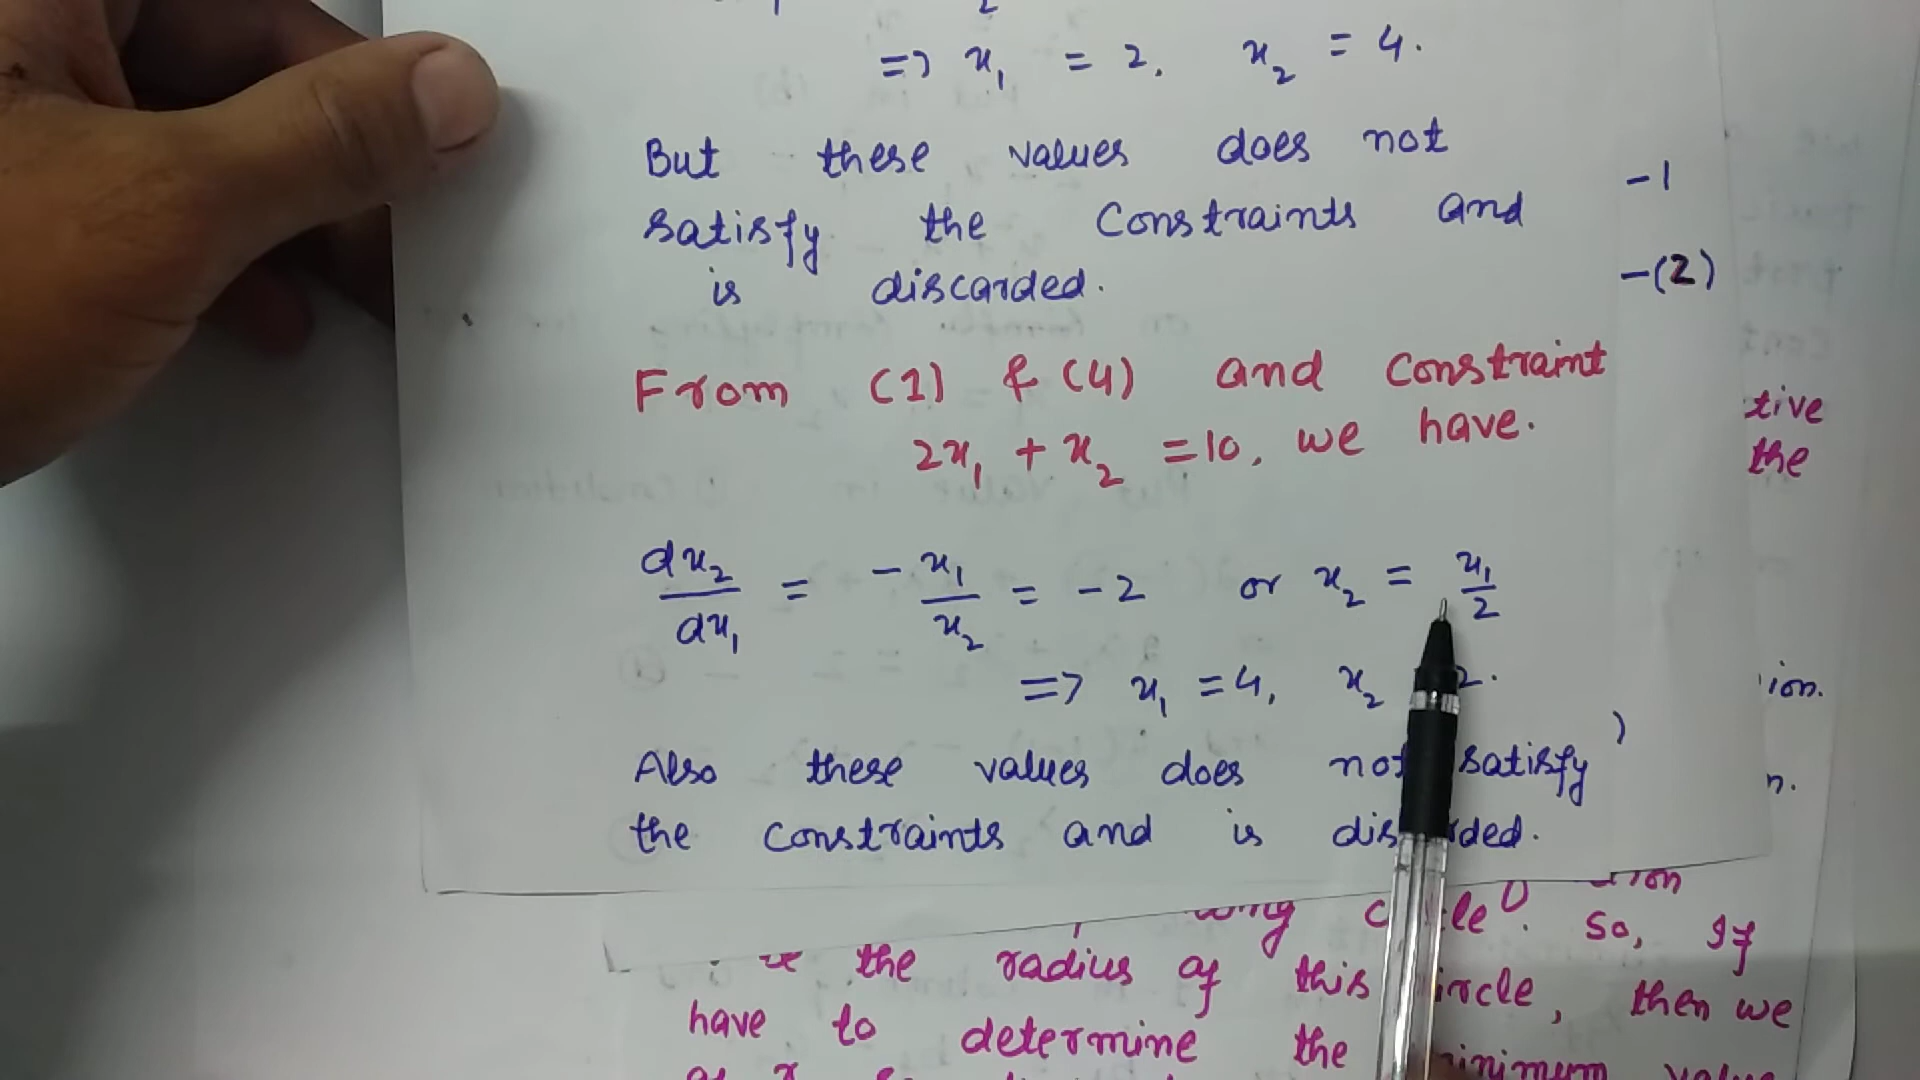 => x₁ = 2, x₂ = 4.
But these values does not
satisfy the Constraints and
is discarded.
-1
-(2)
From (1) & (4) and constraint
2x₁ + x₂ = 10, we have.
tive
the
dx₂/dx₁ = -x₁/x₂ = -2 or x₂ = x₁/2
=> x₁ = 4, x₂ 2.
ion.
Also these values does not satisfy
n.
the constraints and is
So, If
the radius of this circle, then we
have to determine the minimum value